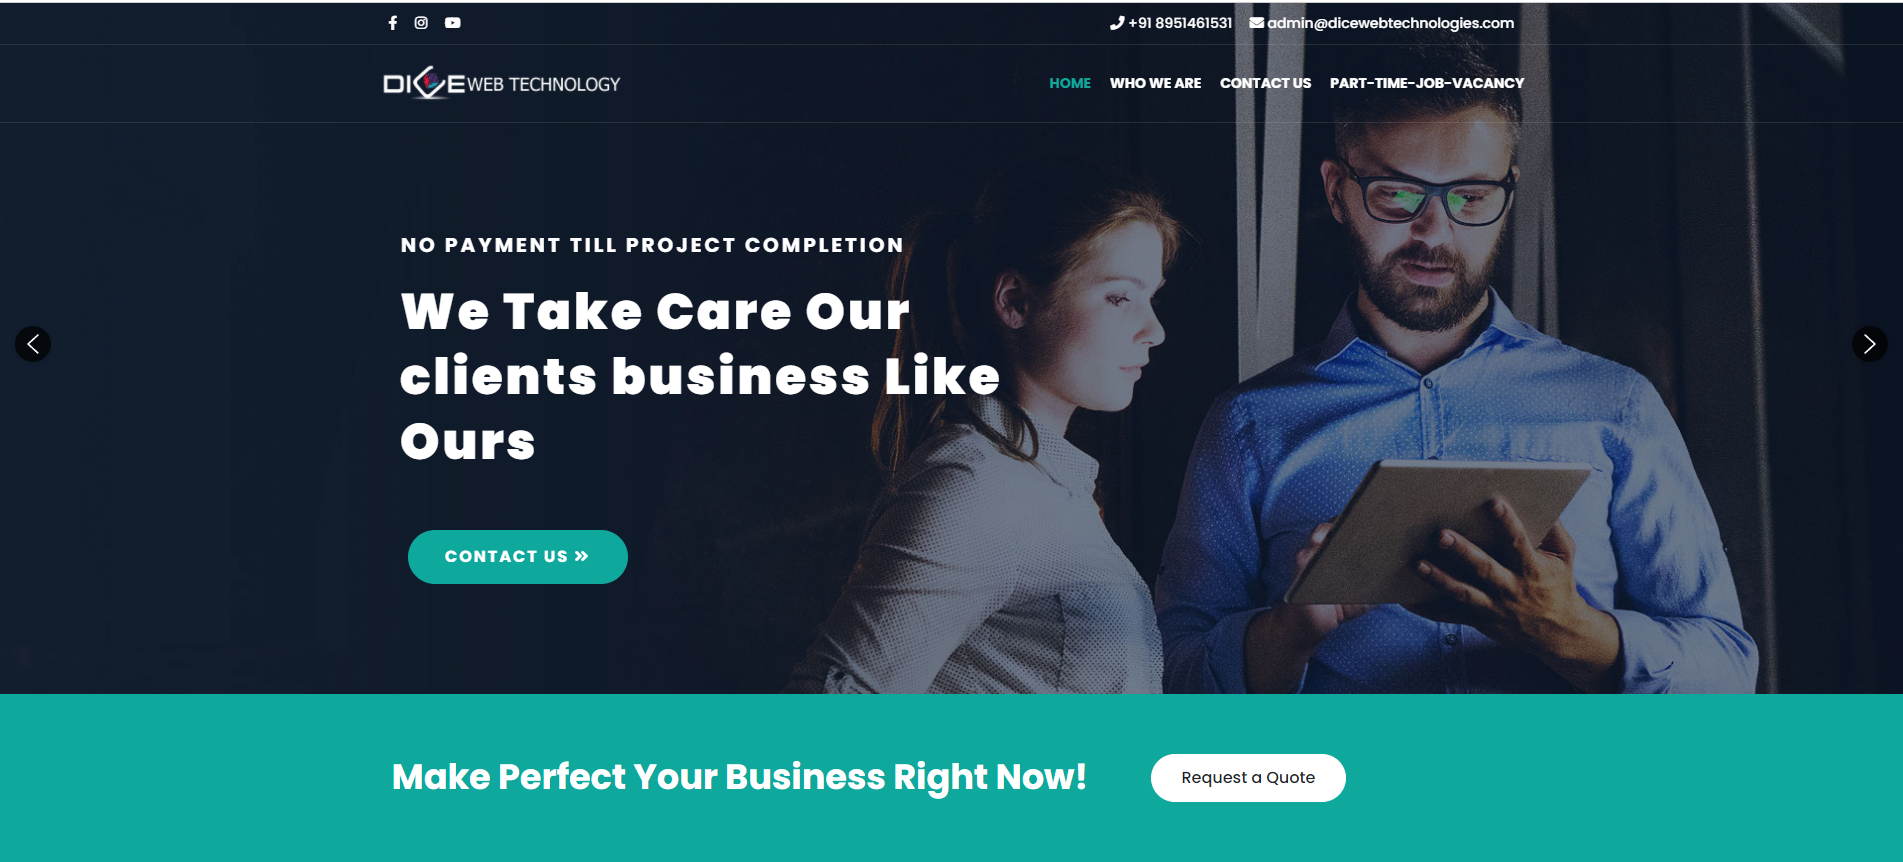 +91 8951461531 admin@dicewebtechnologies.com
DICE WEB TECHNOLOGY
HOME WHO WE ARE CONTACT US PART-TIME-JOB-VACANCY
NO PAYMENT TILL PROJECT COMPLETION
We Take Care Our
clients business Like
Ours
CONTACT US »
Make Perfect Your Business Right Now!
Request a Quote